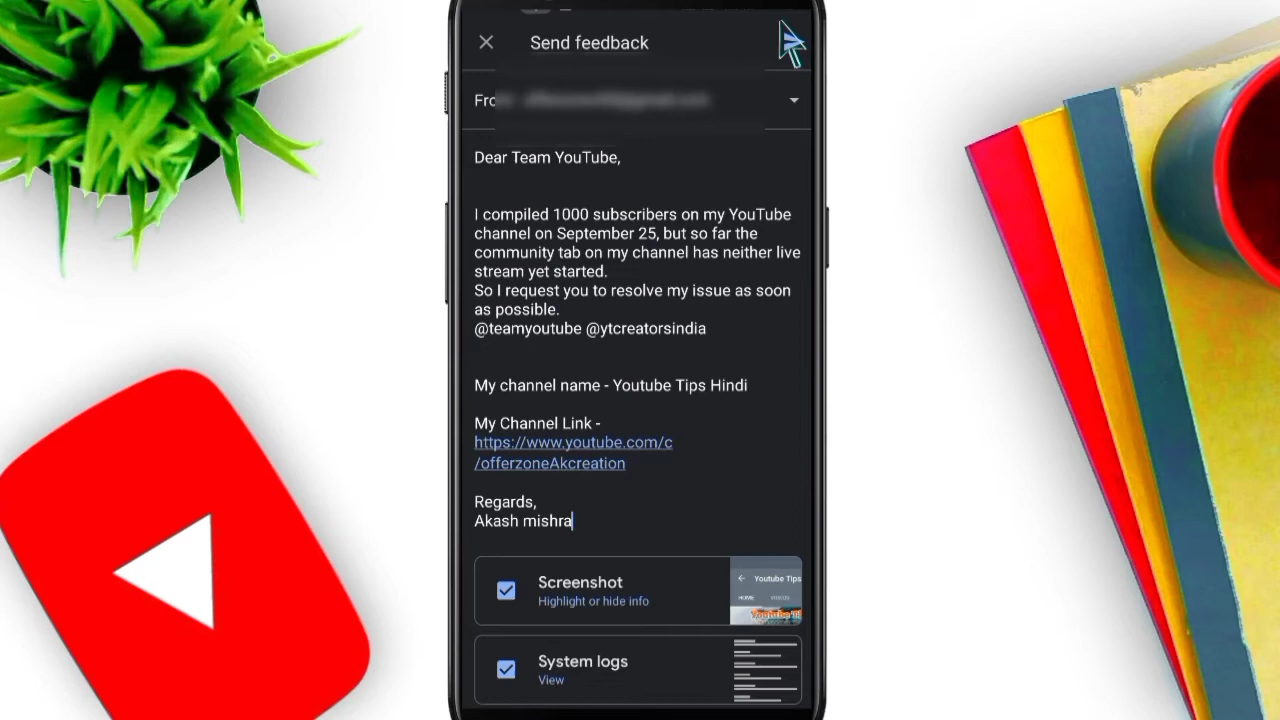 Send feedback
Dear Team YouTube,
I compiled 1000 subscribers on my YouTube
channel on September 25, but so far the
community tab on my channel has neither live
stream yet started.
So I request you to resolve my issue as soon
as possible.
@teamyoutube @ytcreatorsindia
My channel name - Youtube Tips Hindi
My Channel Link -
https://www.youtube.com/c
/offerzoneAkcreation
Regards,
Akash mishra
Screenshot
Highlight or hide info
Youtube Tips
HOME
System logs
View